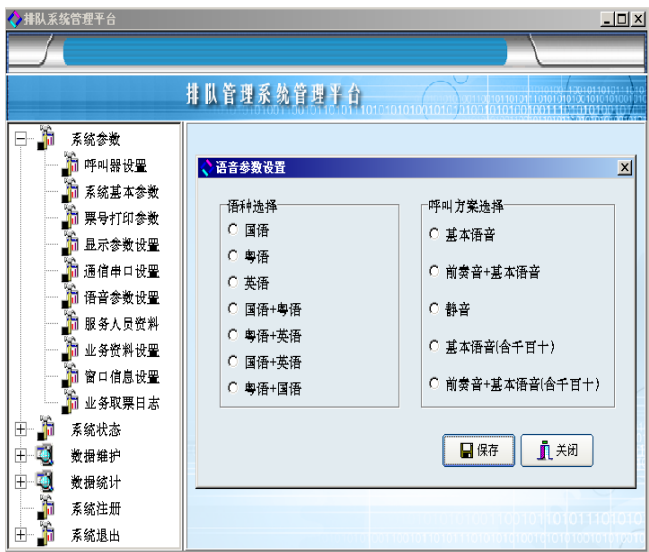 排队系统管理平台
排队管理系统管理平台
系统参数
呼叫器设置
系统基本参数
票号打印参数
显示参数设置
通信串口设置
语音参数设置
服务人员资料
业务资料设置
窗口信息设置
业务取票日志
系统状态
数据维护
数据统计
系统注册
系统退出
语音参数设置
语种选择
国语
粤语
英语
国语+粤语
粤语+英语
国语+英语
粤语+国语
呼叫方案选择
基本语音
前奏音+基本语音
静音
基本语音(含千百十)
前奏音+基本语音(含千百十)
保存
关闭